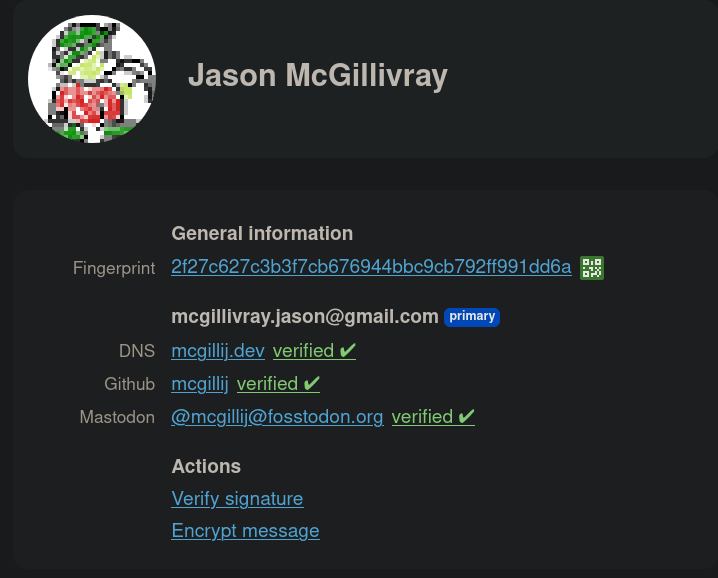 Jason McGillivray
General information
Fingerprint 2f27c627c3b3f7cb676944bbc9cb792ff991dd6a
mcgillivray.jason@gmail.com primary
DNS mcgillij.dev verified ✔
Github mcgillij verified ✔
Mastodon @mcgillij@fosstodon.org verified ✔
Actions
Verify signature
Encrypt message